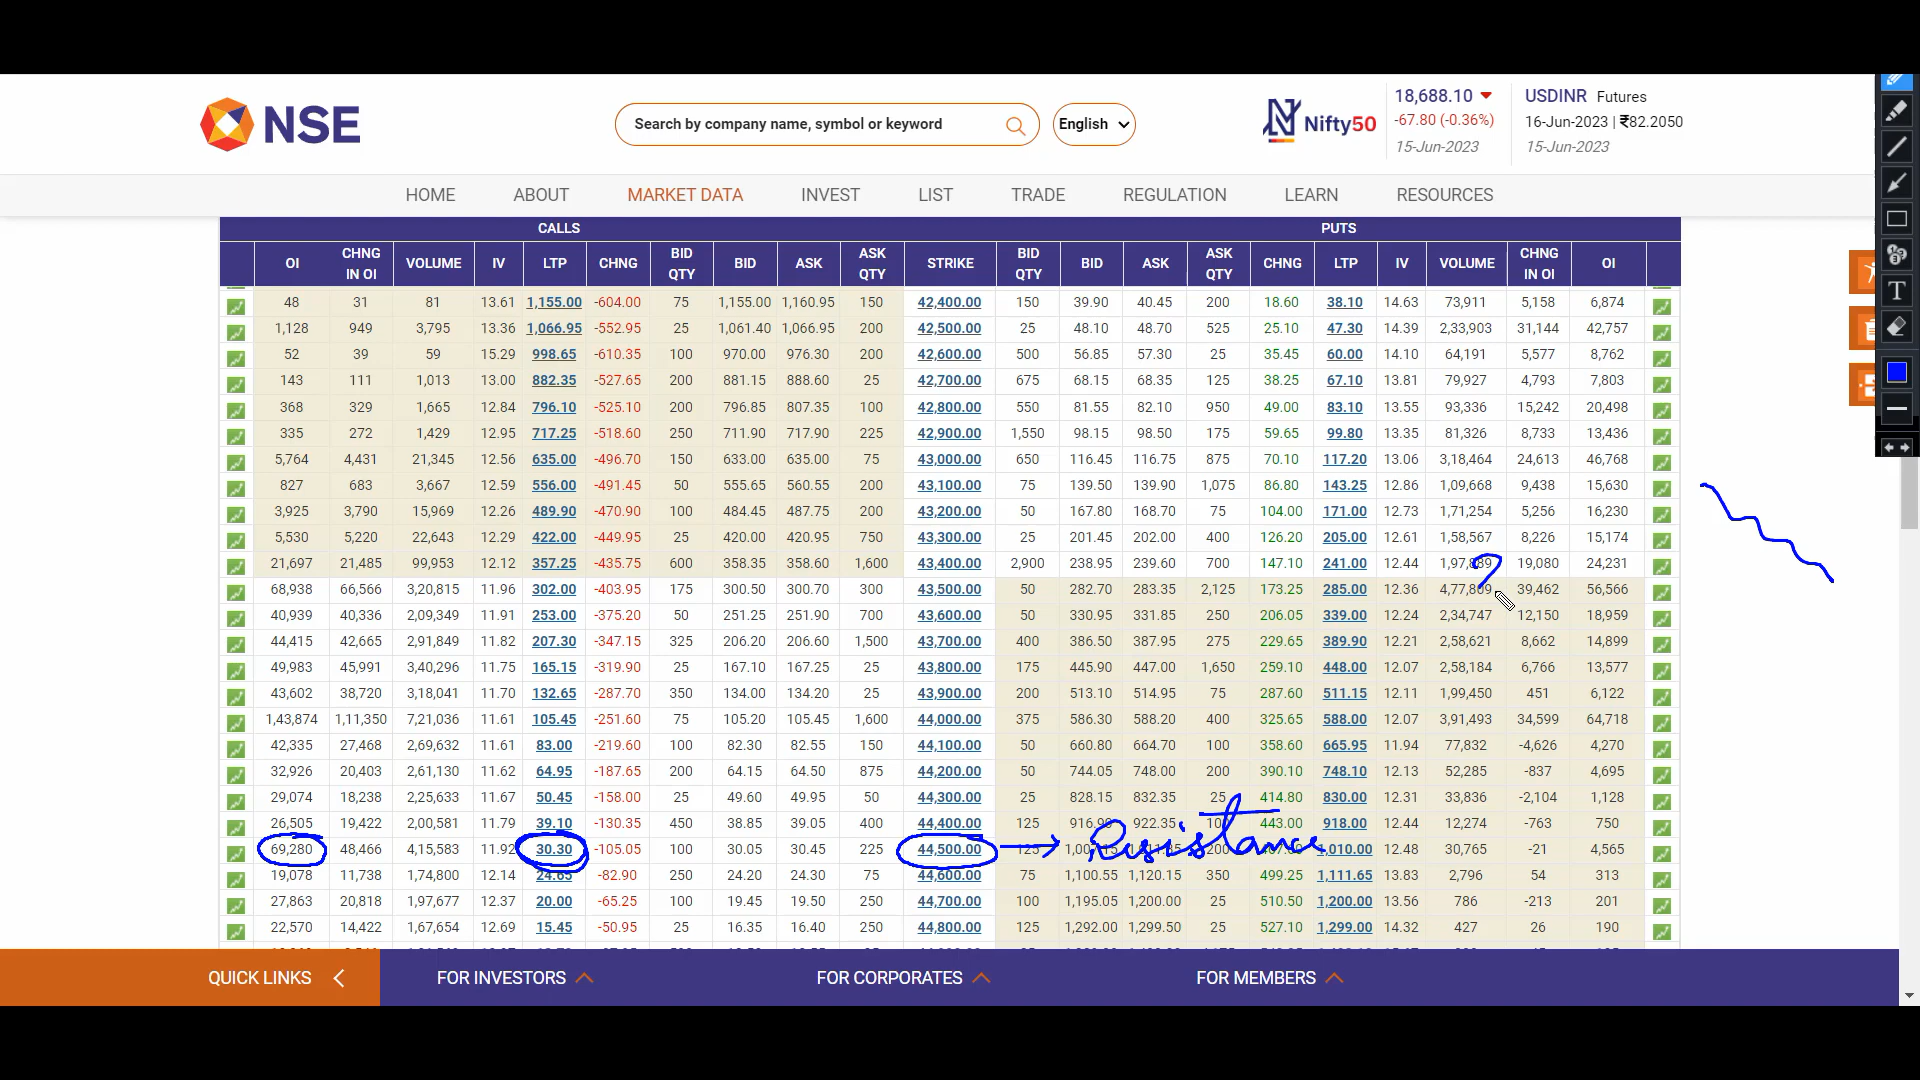 NSE
Search by company name, symbol or keyword
English
Nifty50
18,688.10
-67.80 (-0.36%)
15-Jun-2023
USDINR Futures
16-Jun-2023 | ₹82.2050
15-Jun-2023
HOME ABOUT MARKET DATA INVEST LIST TRADE REGULATION LEARN RESOURCES
CALLS PUTS
OI CHNG IN OI VOLUME IV LTP CHNG BID QTY BID ASK ASK QTY STRIKE BID QTY BID ASK ASK QTY CHNG LTP IV VOLUME CHNG IN OI OI
48 31 81 13.61 1,155.00 -604.00 75 1,155.00 1,160.95 150 42,400.00 150 39.90 40.45 200 18.60 38.10 14.63 73,911 5,158 6,874
1,128 949 3,795 13.36 1,066.95 -552.95 25 1,061.40 1,066.95 200 42,500.00 25 48.10 48.70 525 25.10 47.30 14.39 2,33,903 31,144 42,757
52 39 59 15.29 998.65 -610.35 100 970.00 976.30 200 42,600.00 500 56.85 57.30 25 35.45 60.00 14.10 64,191 5,577 8,762
143 111 1,013 13.00 882.35 -527.65 200 881.15 888.60 25 42,700.00 675 68.15 68.35 125 38.25 67.10 13.81 79,927 4,793 7,803
368 329 1,665 12.84 796.10 -525.10 200 796.85 807.35 100 42,800.00 550 81.55 82.10 950 49.00 83.10 13.55 93,336 15,242 20,498
335 272 1,429 12.95 717.25 -518.60 250 711.90 717.90 225 42,900.00 1,550 98.15 98.50 175 59.65 99.80 13.35 81,326 8,733 13,436
5,764 4,431 21,345 12.56 635.00 -496.70 150 633.00 635.00 75 43,000.00 650 116.45 116.75 875 70.10 117.20 13.06 3,18,464 24,613 46,768
827 683 3,667 12.59 556.00 -491.45 50 555.65 560.55 200 43,100.00 75 139.50 139.90 1,075 86.80 143.25 12.86 1,09,668 9,438 15,630
3,925 3,790 15,969 12.26 489.90 -470.90 100 484.45 487.75 200 43,200.00 50 167.80 168.70 75 104.00 171.00 12.73 1,71,254 5,256 16,230
5,530 5,220 22,643 12.29 422.00 -449.95 25 420.00 420.95 750 43,300.00 25 201.45 202.00 400 126.20 205.00 12.61 1,58,567 8,226 15,174
21,697 21,485 99,953 12.12 357.25 -435.75 600 358.35 358.60 1,600 43,400.00 2,900 238.95 239.60 700 147.10 241.00 12.44 19,080 24,231
68,938 66,566 3,20,815 11.96 302.00 -403.95 175 300.50 300.70 300 43,500.00 50 282.70 283.35 2,125 173.25 285.00 12.36 4,77,809 39,462 56,566
40,939 40,336 2,09,349 11.91 253.00 -375.20 50 251.25 251.90 700 43,600.00 50 330.95 331.85 250 206.05 339.00 12.24 2,34,747 12,150 18,959
44,415 42,665 2,91,849 11.82 207.30 -347.15 325 206.20 206.60 1,500 43,700.00 400 386.50 387.95 275 229.65 389.90 12.21 2,58,621 8,662 14,899
49,983 45,991 3,40,296 11.75 165.15 -319.90 25 167.10 167.25 25 43,800.00 175 445.90 447.00 1,650 259.10 448.00 12.07 2,58,184 6,766 13,577
43,602 38,720 3,18,041 11.70 132.65 -287.70 350 134.00 134.20 25 43,900.00 200 513.10 514.95 75 287.60 511.15 12.11 1,99,450 451 6,122
1,43,874 1,11,350 7,21,036 11.61 105.45 -251.60 75 105.20 105.45 1,600 44,000.00 375 586.30 588.20 400 325.65 588.00 12.07 3,91,493 34,599 64,718
42,335 27,468 2,69,632 11.61 83.00 -219.60 100 82.30 82.55 150 44,100.00 50 660.80 664.70 100 358.60 665.95 11.94 77,832 -4,626 4,270
32,926 20,403 2,61,130 11.62 64.95 -187.65 200 64.15 64.50 875 44,200.00 50 744.05 748.00 200 390.10 748.10 12.13 52,285 -837 4,695
29,074 18,238 2,25,633 11.67 50.45 -158.00 25 49.60 49.95 50 44,300.00 25 828.15 832.35 25 414.80 830.00 12.31 33,836 -2,104 1,128
26,505 19,422 2,00,581 11.79 39.10 -130.35 450 38.85 39.05 400 44,400.00 125 922.35 443.00 918.00 12.34 12,274 -763 750
69,280 48,466 4,15,583 11.92 30.30 -105.05 100 30.05 30.45 225 44,500.00 Resistance 1,010.00 12.48 30,765 -21 4,565
19,078 11,738 1,74,800 12.14 24.65 -82.90 250 24.20 24.30 75 44,600.00 75 1,100.55 1,120.15 350 499.25 1,111.65 13.83 2,796 54 313
27,863 20,818 1,97,677 12.37 20.00 -65.25 100 19.45 19.50 250 44,700.00 100 1,195.05 1,200.00 25 510.50 1,200.00 13.56 786 -213 201
22,570 14,422 1,67,654 12.69 15.45 -50.95 25 16.35 16.40 250 44,800.00 125 1,292.00 1,299.50 25 527.10 1,299.00 14.32 427 26 190
QUICK LINKS FOR INVESTORS FOR CORPORATES FOR MEMBERS